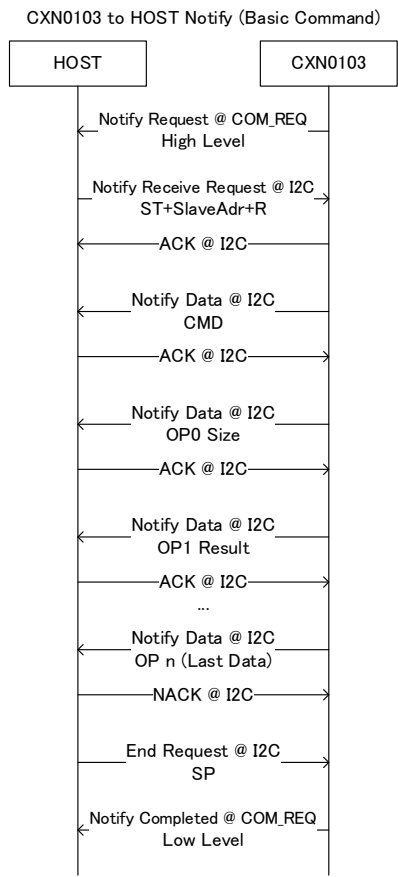 CXN0103 to HOST Notify (Basic Command)
HOST
CXN0103
Notify Request @ COM_REQ
High Level
Notify Receive Request @ I2C
ST+SlaveAdr+R
ACK @ I2C
Notify Data @ I2C
CMD
ACK @ I2C
Notify Data @ I2C
OP0 Size
ACK @ I2C
Notify Data @ I2C
OP1 Result
ACK @ I2C
...
Notify Data @ I2C
OP n (Last Data)
NACK @ I2C
End Request @ I2C
SP
Notify Completed @ COM_REQ
Low Level